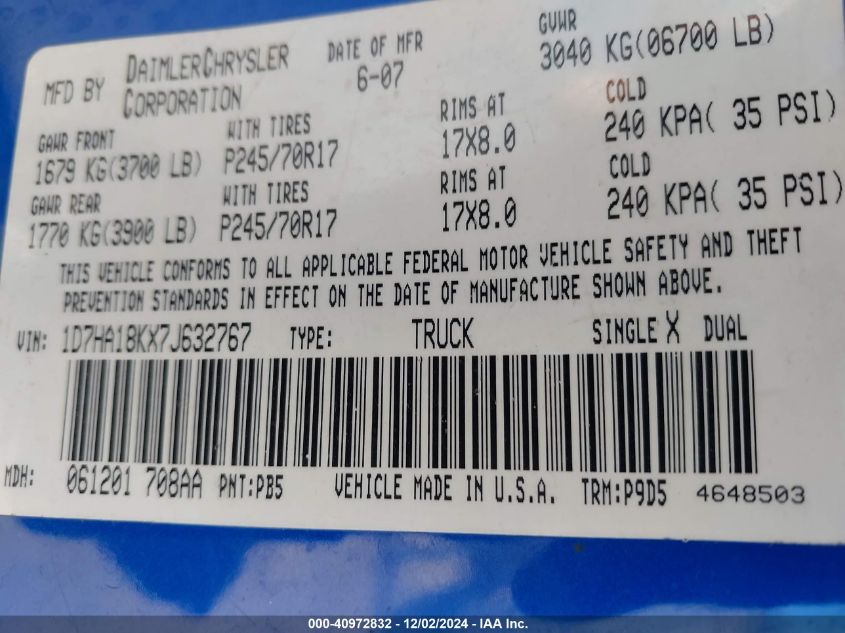 MFD BY DAIMLERCHRYSLER CORPORATION
DATE OF MFR 6-07
GVWR 3040 KG(06700 LB)
GAWR FRONT WITH TIRES RIMS AT COLD
1679 KG(3700 LB) P245/70R17 17X8.0 240 KPA( 35 PSI)
GAWR REAR WITH TIRES RIMS AT COLD
1770 KG(3900 LB) P245/70R17 17X8.0 240 KPA( 35 PSI)
THIS VEHICLE CONFORMS TO ALL APPLICABLE FEDERAL MOTOR VEHICLE SAFETY AND THEFT
PREVENTION STANDARDS IN EFFECT ON THE DATE OF MANUFACTURE SHOWN ABOVE.
VIN: 1D7HA18KX7J632767 TYPE: TRUCK SINGLE X DUAL
MDH: 061201 708AA PNT:PB5 VEHICLE MADE IN U.S.A. TRM:P9D5 4648503
000-40972832 - 12/02/2024 - IAA Inc.